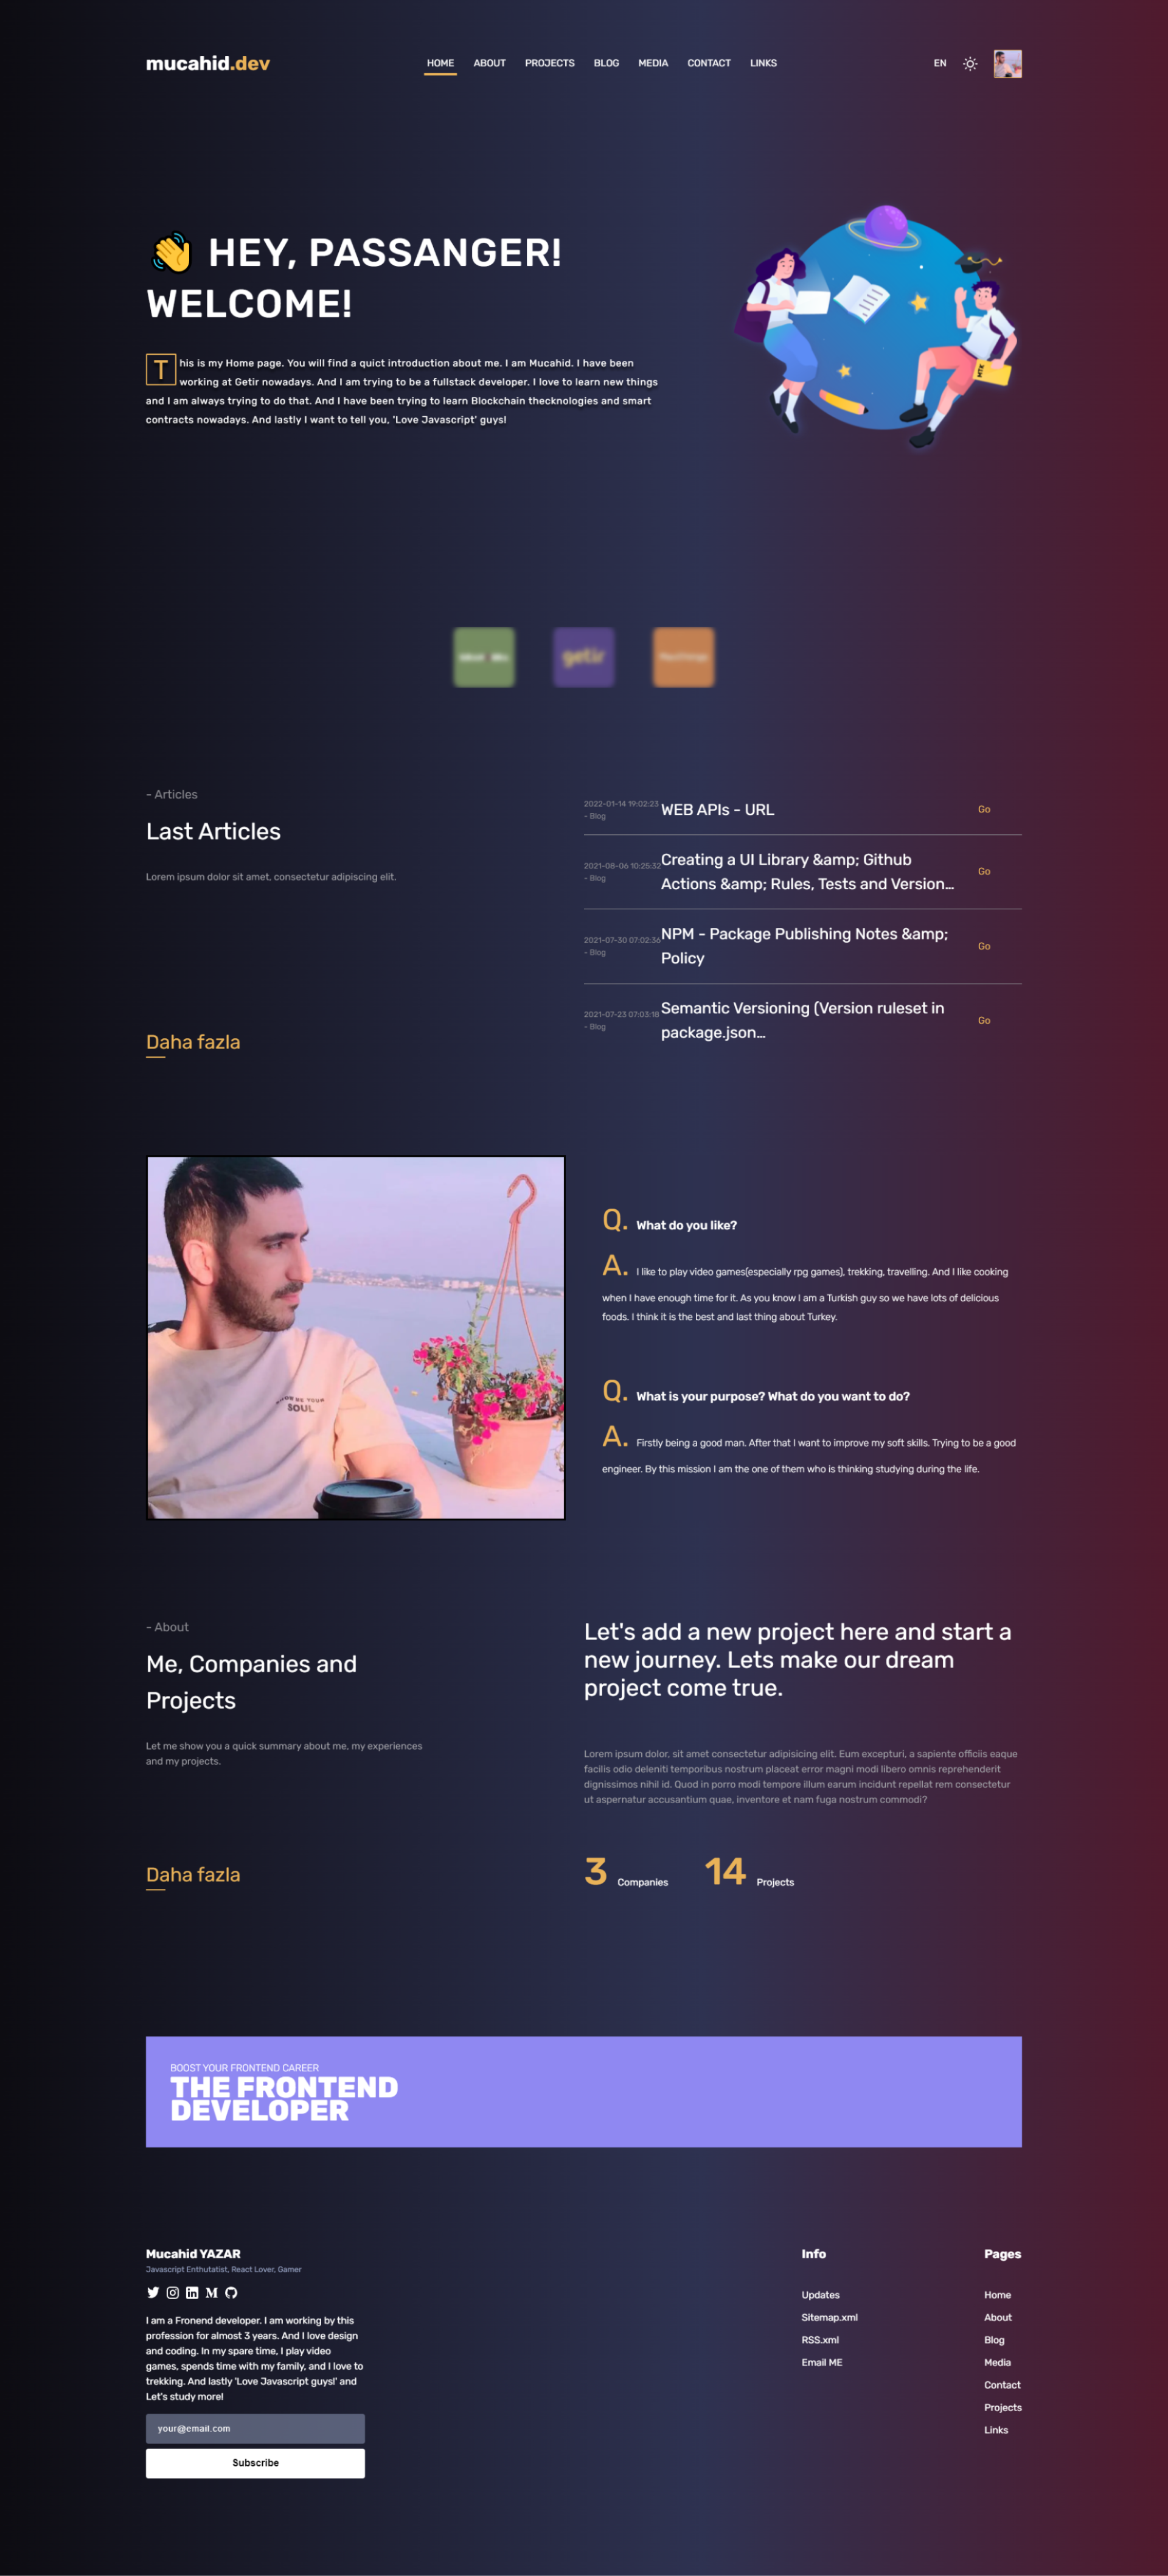 mucahid.dev
HOME ABOUT PROJECTS BLOG MEDIA CONTACT LINKS
EN
👋 HEY, PASSANGER!
WELCOME!
This is my Home page. You will find a quict introduction about me. I am Mucahid. I have been
working at Getir nowadays. And I am trying to be a fullstack developer. I love to learn new things
and I am always trying to do that. And I have been trying to learn Blockchain thecknologies and smart
contracts nowadays. And lastly I want to tell you, 'Love Javascript' guys!
MTK
getir
- Articles
Last Articles
Lorem ipsum dolor sit amet, consectetur adipiscing elit.
Daha fazla
2022-01-14 19:02:23
- Blog
WEB APIs - URL
Go
2021-08-06 10:25:32
- Blog
Creating a UI Library &amp; Github
Actions &amp; Rules, Tests and Version...
Go
2021-07-30 07:02:36
- Blog
NPM - Package Publishing Notes &amp;
Policy
Go
2021-07-23 07:03:18
- Blog
Semantic Versioning (Version ruleset in
package.json...
Go
YOUR
SOUL
Q. What do you like?
A. I like to play video games(especially rpg games), trekking, travelling. And I like cooking
when I have enough time for it. As you know I am a Turkish guy so we have lots of delicious
foods. I think it is the best and last thing about Turkey.
Q. What is your purpose? What do you want to do?
A. Firstly being a good man. After that I want to improve my soft skills. Trying to be a good
engineer. By this mission I am the one of them who is thinking studying during the life.
- About
Me, Companies and
Projects
Let me show you a quick summary about me, my experiences
and my projects.
Daha fazla
Let's add a new project here and start a
new journey. Lets make our dream
project come true.
Lorem ipsum dolor, sit amet consectetur adipisicing elit. Eum excepturi, a sapiente officiis eaque
facilis odio deleniti temporibus nostrum placeat error magni modi libero omnis reprehenderit
dignissimos nihil id. Quod in porro modi tempore illum earum incidunt repellat rem consectetur
ut aspernatur accusantium quae, inventore et nam fuga nostrum commodi?
3 Companies 14 Projects
BOOST YOUR FRONTEND CAREER
THE FRONTEND
DEVELOPER
Mucahid YAZAR
Javascript Enthutatist, React Lover, Gamer
I am a Fronend developer. I am working by this
profession for almost 3 years. And I love design
and coding. In my spare time, I play video
games, spends time with my family, and I love to
trekking. And lastly 'Love Javascript guys!' and
Let's study more!
your@email.com
Subscribe
Info
Updates
Sitemap.xml
RSS.xml
Email ME
Pages
Home
About
Blog
Media
Contact
Projects
Links